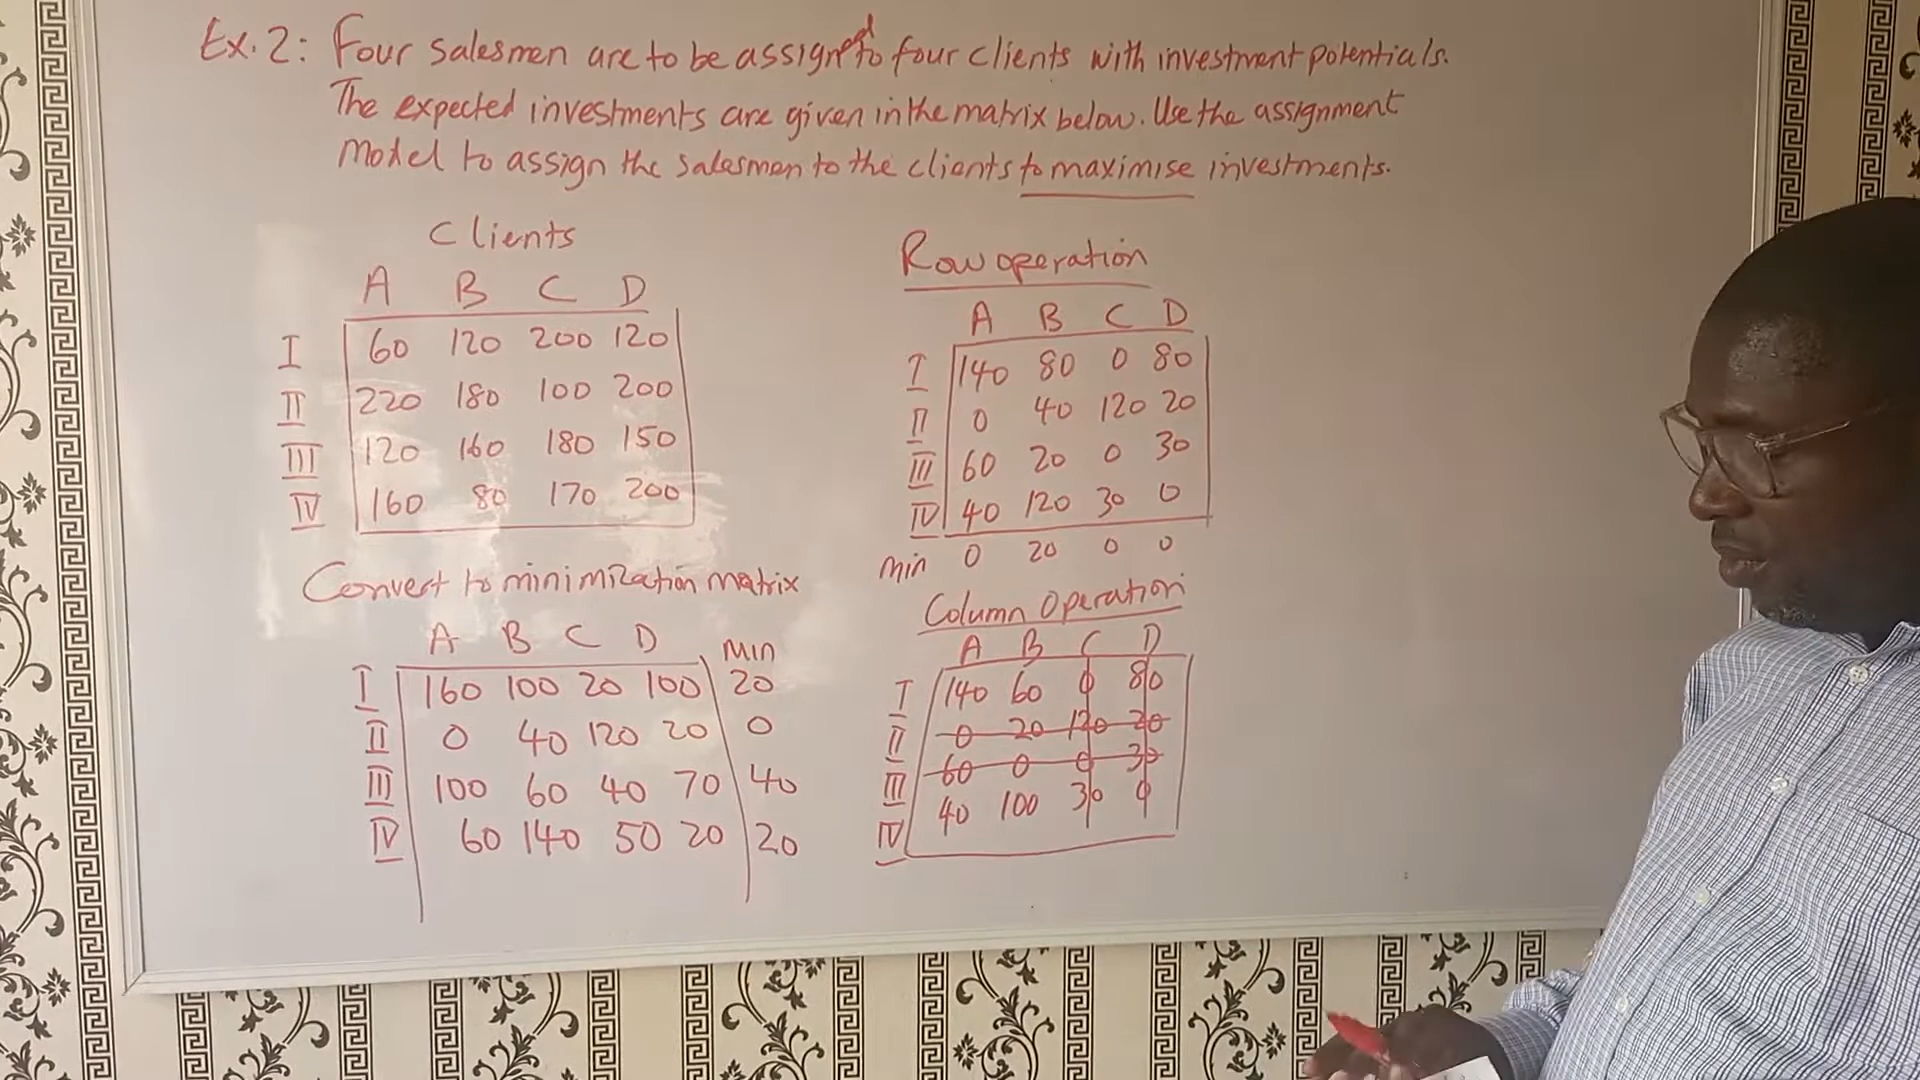 Ex. 2: Four salesmen are to be assigned to four clients with investment potentials.
The expected investments are given in the matrix below. Use the assignment
model to assign the salesmen to the clients to maximise investments.
Clients
A B C D
I 60 120 200 120
II 220 180 100 200
III 120 160 180 150
IV 160 80 170 200
Convert to minimization matrix
A B C D Min
I 160 100 20 100 20
II 0 40 120 20 0
III 100 60 40 70 40
IV 60 140 50 20 20
Row operation
A B C D
I 140 80 0 80
II 0 40 120 20
III 60 20 0 30
IV 40 120 30 0
min 0 20 0 0
Column Operation
A B C D
I 140 60 0 80
II 0 20 120 20
III 60 0 0 30
IV 40 100 30 0